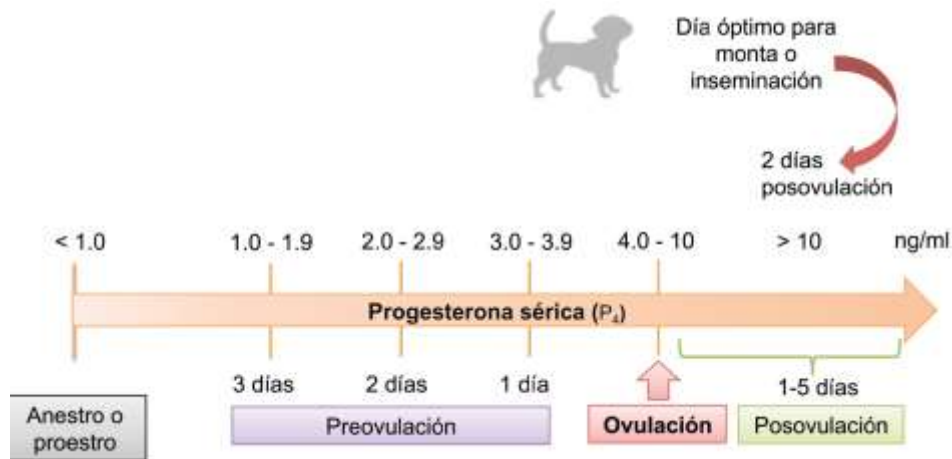 Día óptimo para
monta o
inseminación
2 días
posovulación
< 1.0
1.0 - 1.9
2.0 - 2.9
3.0 - 3.9
4.0 - 10
> 10
ng/ml
Progesterona sérica (P₄)
3 días
2 días
1 día
1-5 días
Anestro o
proestro
Preovulación
Ovulación
Posovulación